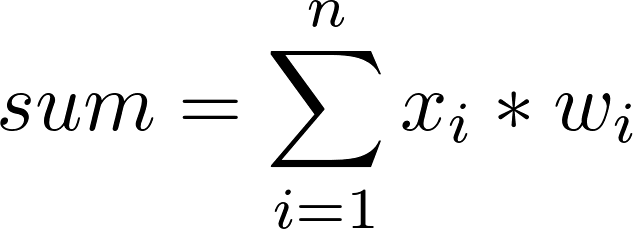 sum = \sum_{i=1}^{n} x_i * w_i